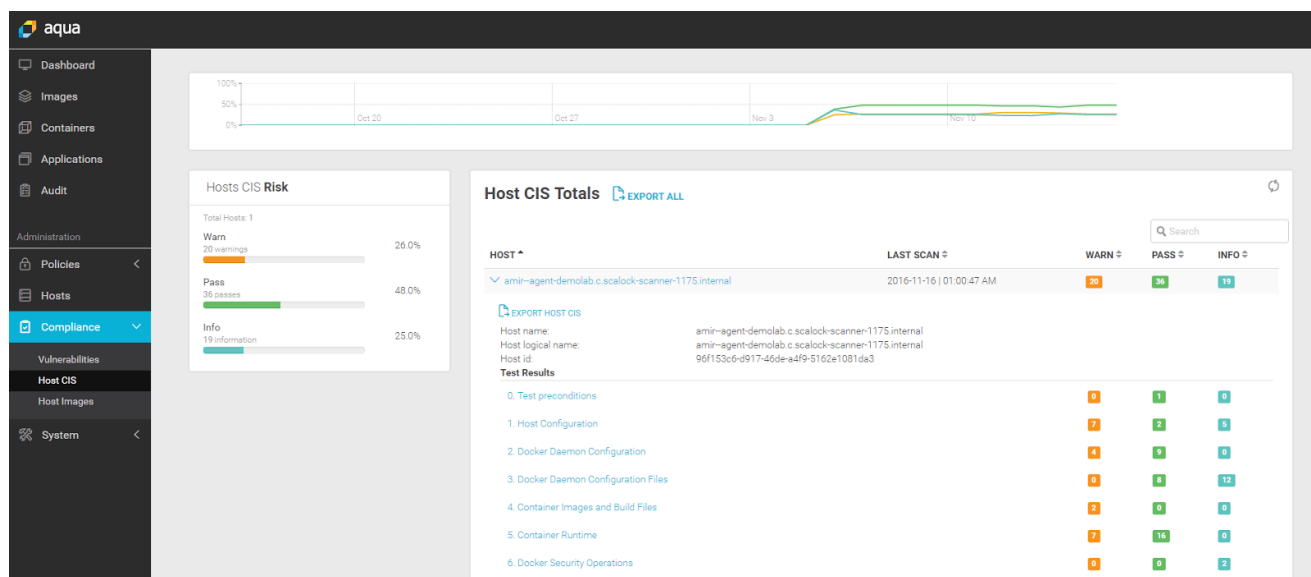 aqua
Dashboard
Images
Containers
Applications
Audit
Administration
Policies
Hosts
Compliance
Vulnerabilities
Host CIS
Host Images
System
100%
50%
0%
Oct 20
Oct 27
Nov 3
Nov 10
Hosts CIS Risk
Total Hosts: 1
Warn
20 warnings
26.0%
Pass
36 passes
48.0%
Info
19 information
25.0%
Host CIS Totals EXPORT ALL
Search
HOST LAST SCAN WARN PASS INFO
amir--agent-demolab.c.scalock-scanner-1175.internal 2016-11-16 | 01:00:47 AM 20 36 19
EXPORT HOST CIS
Host name: amir--agent-demolab.c.scalock-scanner-1175.internal
Host logical name: amir--agent-demolab.c.scalock-scanner-1175.internal
Host id: 96f153c6-d917-46de-a4f9-5162e1081da3
Test Results
0. Test preconditions 0 1 0
1. Host Configuration 7 2 5
2. Docker Daemon Configuration 4 9 0
3. Docker Daemon Configuration Files 0 8 12
4. Container Images and Build Files 2 0 0
5. Container Runtime 7 16 0
6. Docker Security Operations 0 0 2